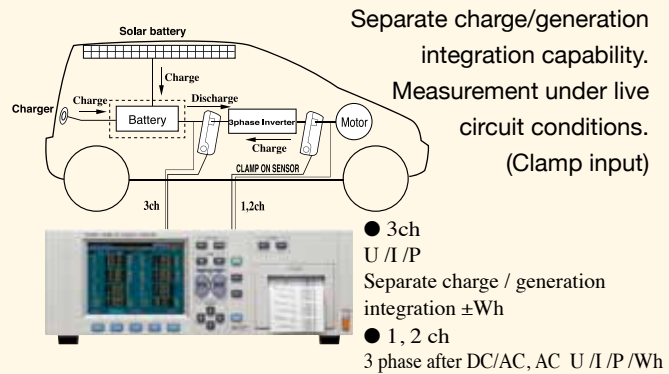 Solar battery
Separate charge/generation
integration capability.
Measurement under live
circuit conditions.
(Clamp input)
Charge
Charger
Charge
Discharge
Battery
3phase Inverter
Motor
Charge
CLAMP ON SENSOR
3ch
1,2ch
● 3ch
U /I /P
Separate charge / generation
integration ±Wh
● 1, 2 ch
3 phase after DC/AC, AC U /I /P /Wh